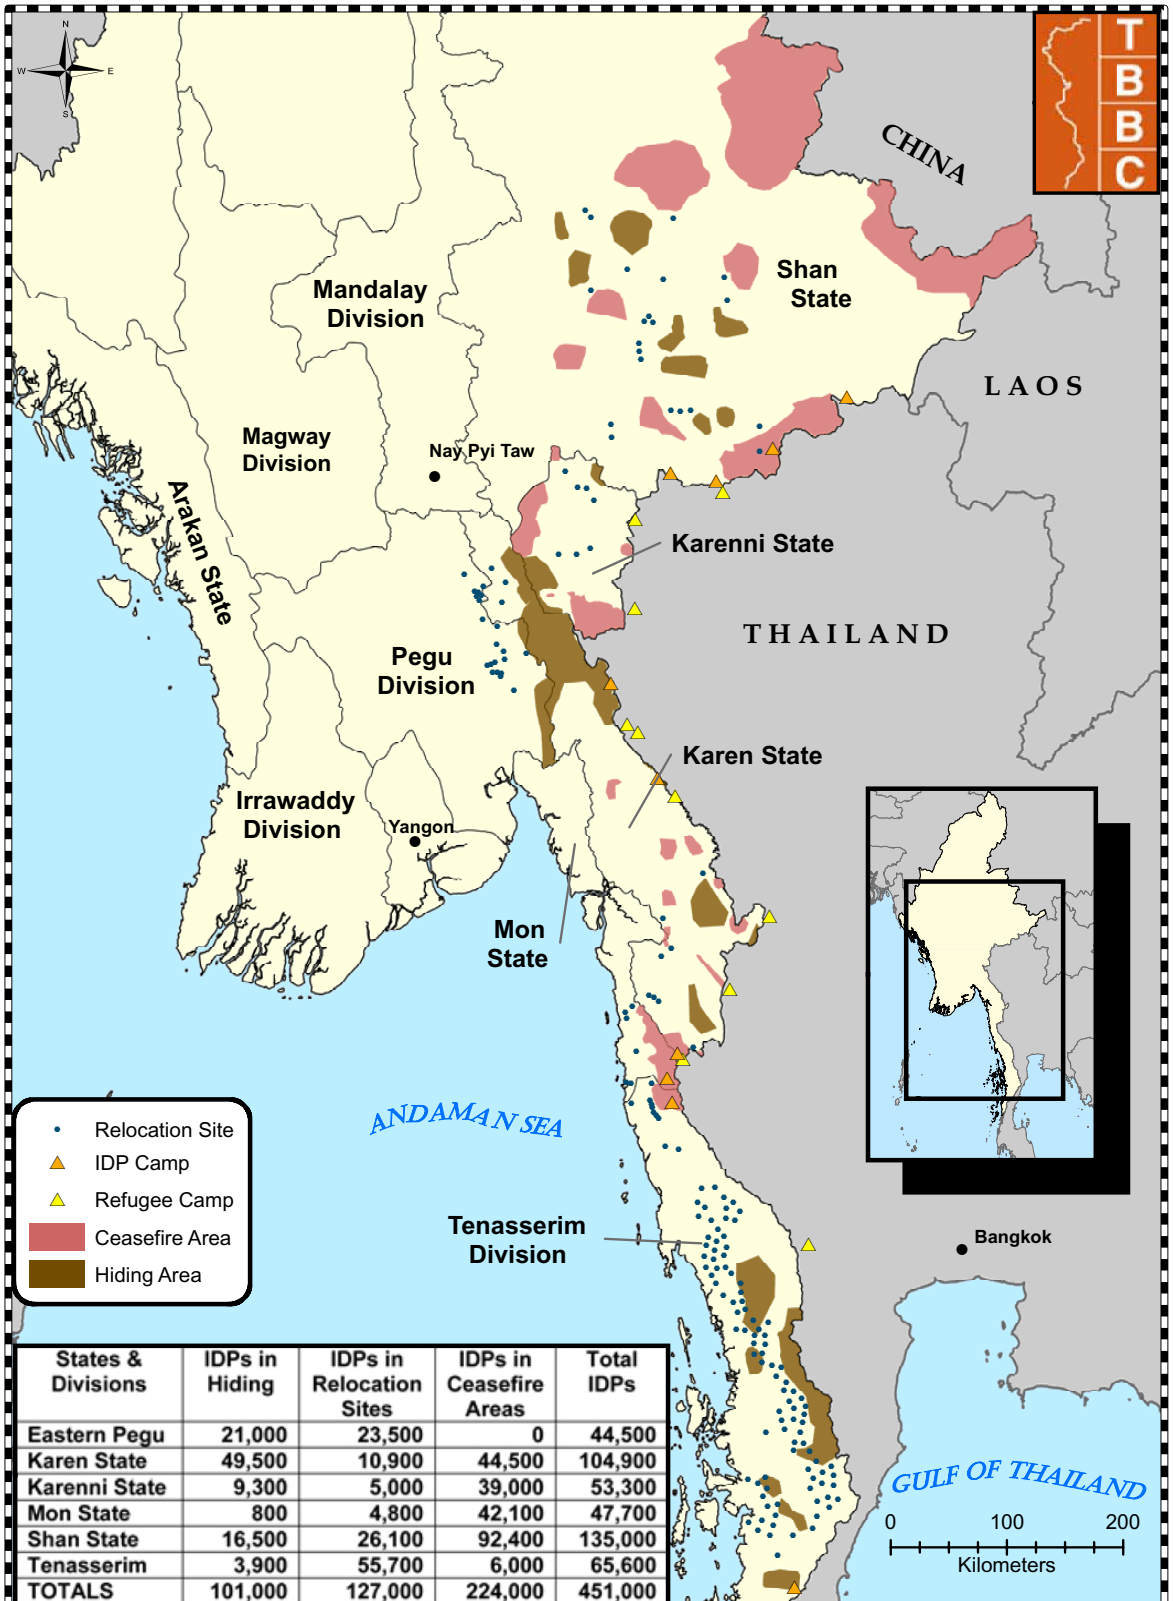 N
W
E
S
T
B
B
C
CHINA
Shan
State
Mandalay
Division
LAOS
Magway
Division
Nay Pyi Taw
Arakan State
Karenni State
THAILAND
Pegu
Division
Karen State
Irrawaddy
Division
Yangon
Mon
State
ANDAMAN SEA
Relocation Site
IDP Camp
Refugee Camp
Ceasefire Area
Hiding Area
Tenasserim
Division
Bangkok
GULF OF THAILAND
0 100 200
Kilometers
States & Divisions IDPs in Hiding IDPs in Relocation Sites IDPs in Ceasefire Areas Total IDPs
Eastern Pegu 21,000 23,500 0 44,500
Karen State 49,500 10,900 44,500 104,900
Karenni State 9,300 5,000 39,000 53,300
Mon State 800 4,800 42,100 47,700
Shan State 16,500 26,100 92,400 135,000
Tenasserim 3,900 55,700 6,000 65,600
TOTALS 101,000 127,000 224,000 451,000